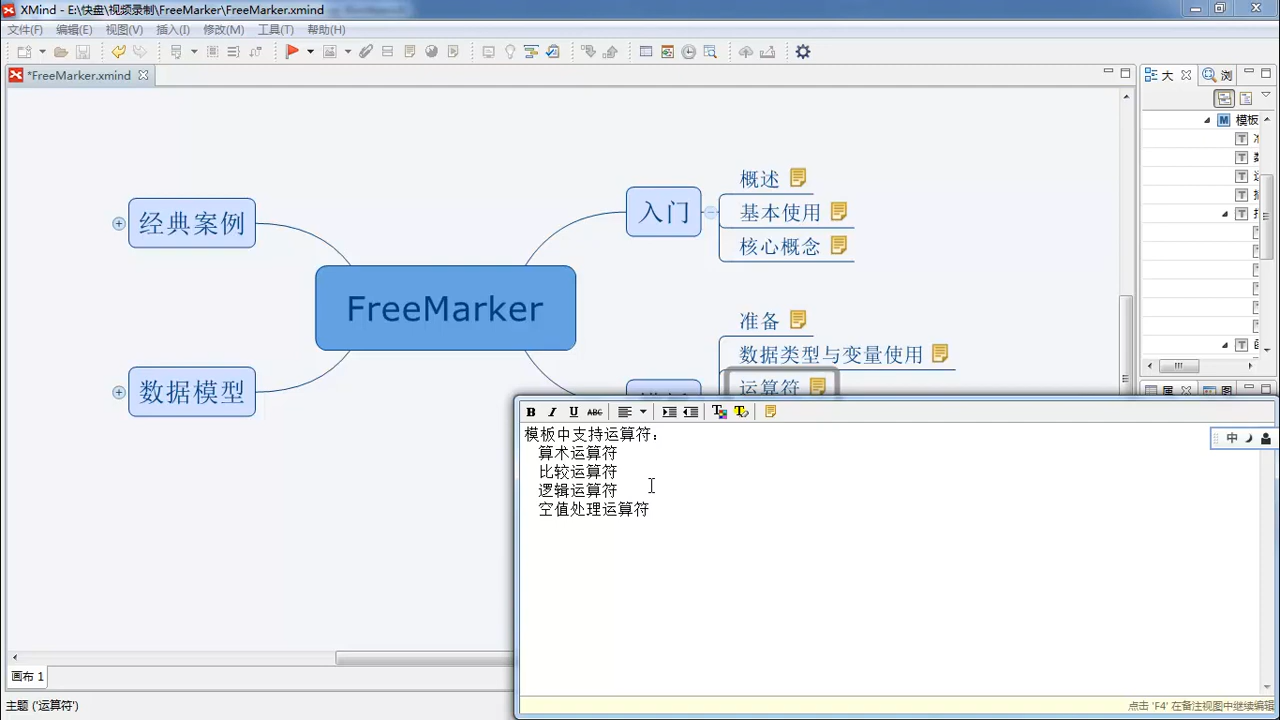 XMind - E:\快盘\视频录制\FreeMarker\FreeMarker.xmind
文件(F) 编辑(E) 视图(V) 插入(I) 修改(M) 工具(T) 帮助(H)
*FreeMarker.xmind
大
浏
模板
概述
入门
基本使用
经典案例
核心概念
FreeMarker
准备
数据类型与变量使用
数据模型
运算符
属
图
B I U ABC
模板中支持运算符：
中
算术运算符
比较运算符
逻辑运算符
空值处理运算符
画布 1
主题 ('运算符')
点击 'F4' 在备注视图中继续编辑